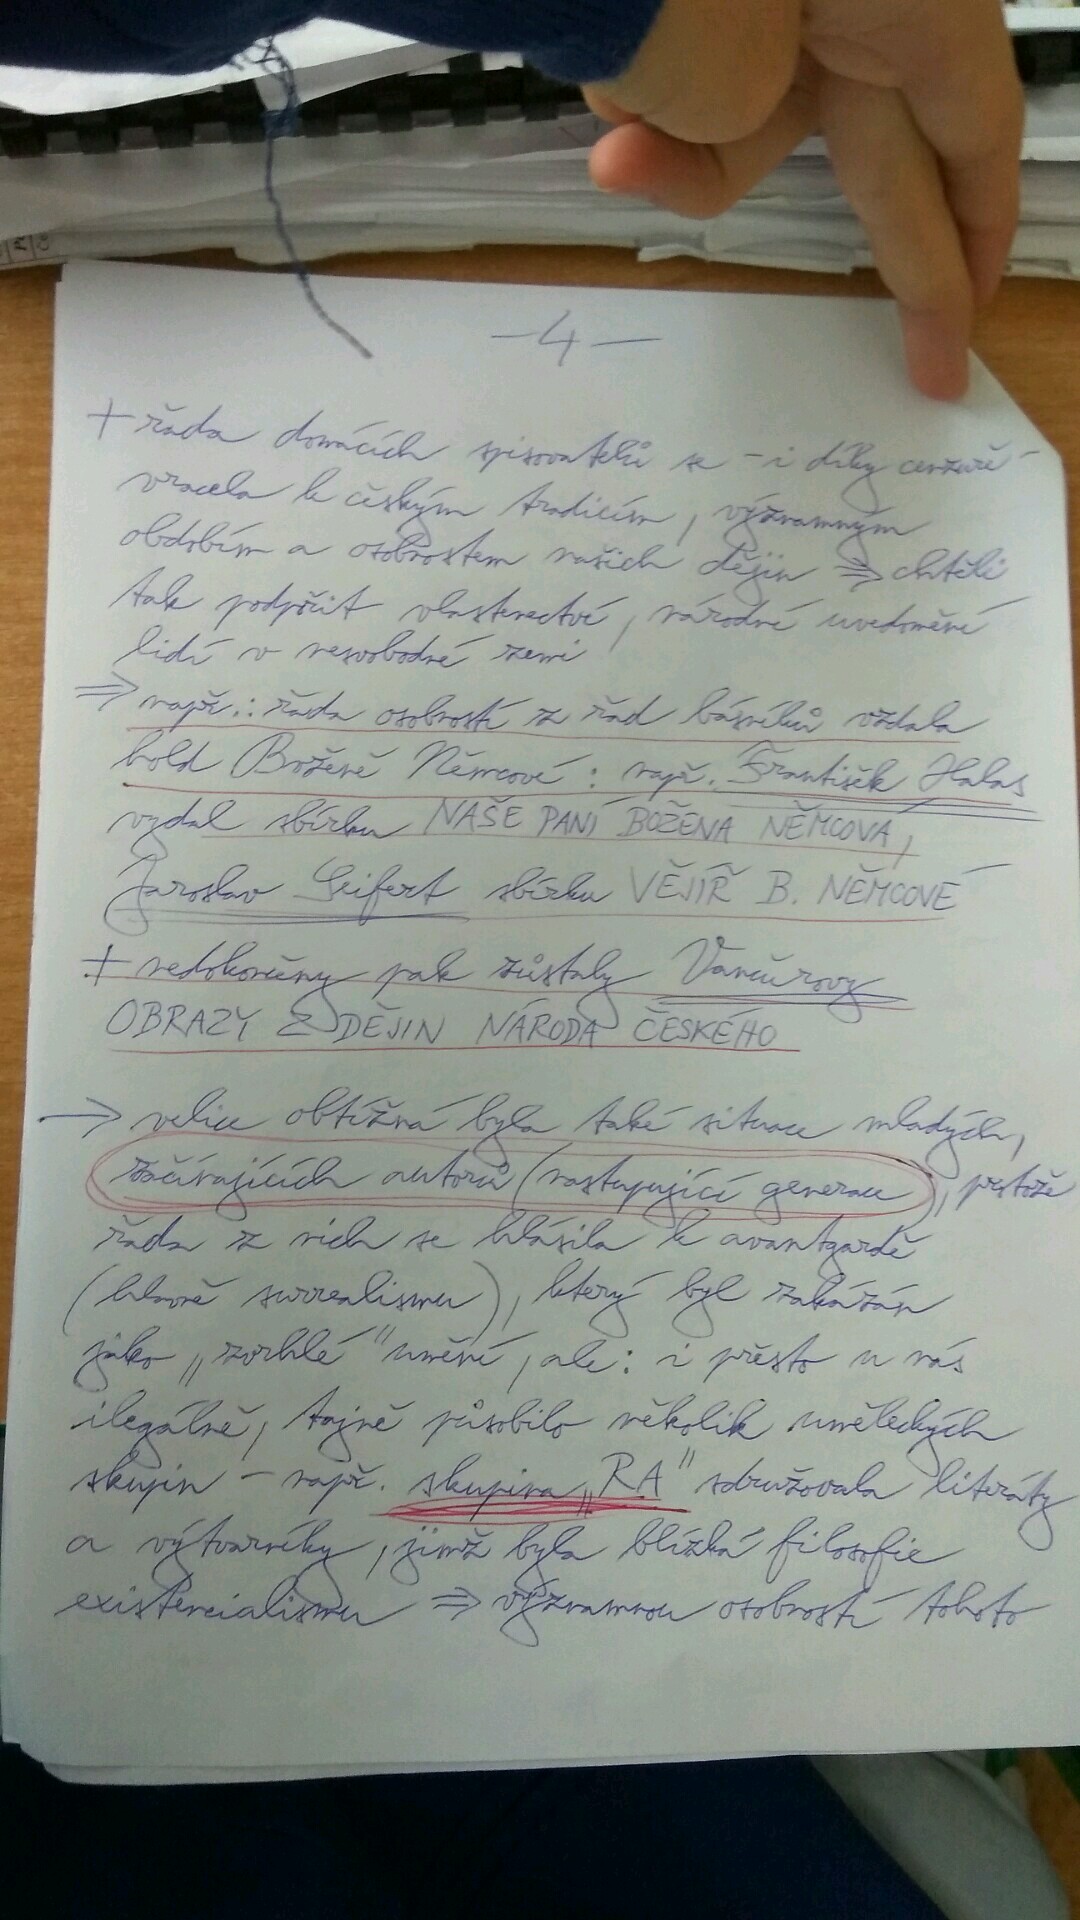 -4-
+ řada domácích spisovatelů se - i díky cenzuře -
vracela k českým tradicím, významným
obdobím a osobnostem našich dějin ⇒ chtěli
tak podpořit vlastenectví, národní uvědomění
lidí v nesvobodné zemi
⇒ např.: řada osobností z řad básníků vzdala
hold Boženě Němcové: např. František Halas
vydal sbírku NAŠE PANÍ BOŽENA NĚMCOVÁ,
Jaroslav Seifert sbírku VĚJÍŘ B. NĚMCOVÉ
+ nedokončeny pak zůstaly Vančurovy
OBRAZY Z DĚJIN NÁRODA ČESKÉHO
→ velice obtížná byla také situace mladých,
začínajících autorů (nastupující generace), protože
řada z nich se hlásila k avantgardě
(hlavně surrealismu), který byl zakázán
jako „zvrhlé" umění, ale: i přesto u nás
ilegálně, tajně působilo několik uměleckých
skupin - např. skupina „RA" sdružovala literáty
a výtvarníky, jimž byla blízká filosofie
existencialismu ⇒ významnou osobností tohoto